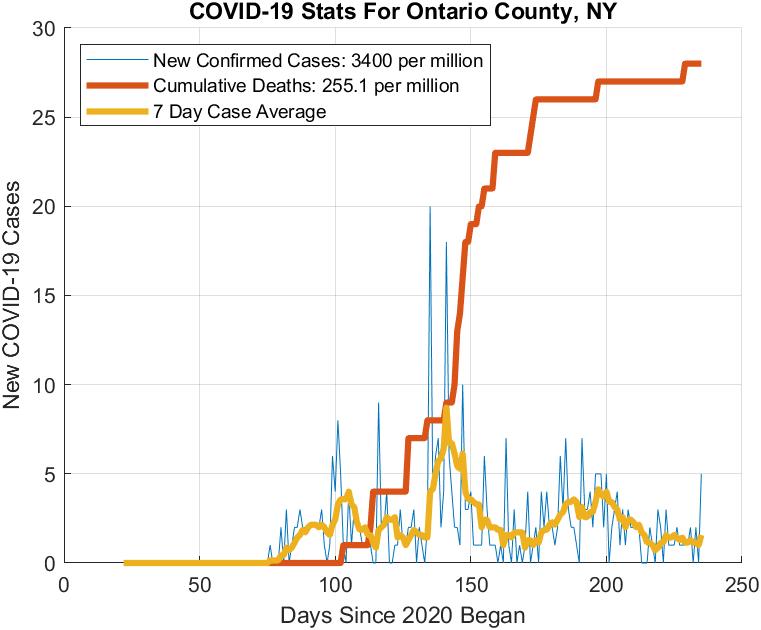 COVID-19 Stats For Ontario County, NY
30
25
20
15
10
5
0
New COVID-19 Cases
New Confirmed Cases: 3400 per million
Cumulative Deaths: 255.1 per million
7 Day Case Average
0
50
100
150
200
250
Days Since 2020 Began